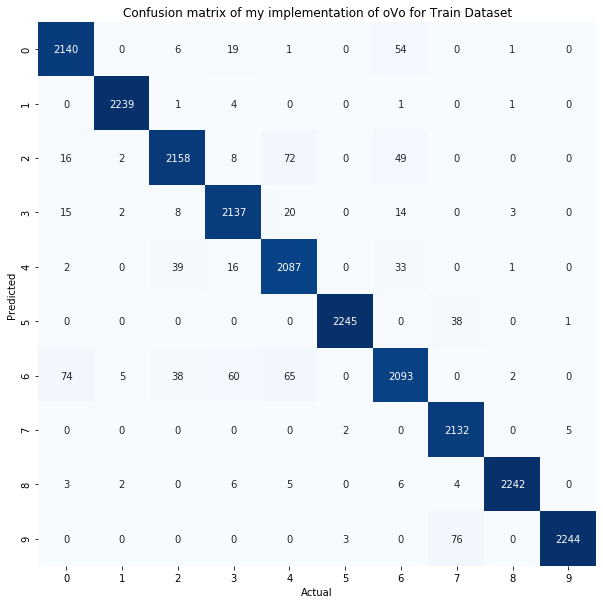 Confusion matrix of my implementation of oVo for Train Dataset
0 2140 0 6 19 1 0 54 0 1 0
1 0 2239 1 4 0 0 1 0 1 0
2 16 2 2158 8 72 0 49 0 0 0
3 15 2 8 2137 20 0 14 0 3 0
4 2 0 39 16 2087 0 33 0 1 0
Predicted
5 0 0 0 0 0 2245 0 38 0 1
6 74 5 38 60 65 0 2093 0 2 0
7 0 0 0 0 0 2 0 2132 0 5
8 3 2 0 6 5 0 6 4 2242 0
9 0 0 0 0 0 3 0 76 0 2244
0 1 2 3 4 5 6 7 8 9
Actual